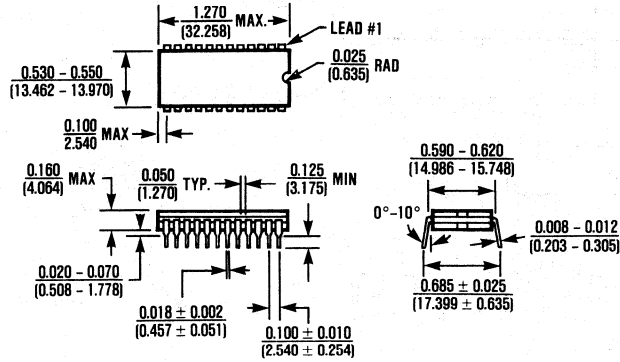 1.270
(32.258) MAX.
LEAD #1
0.530 – 0.550
(13.462 – 13.970)
0.025
(0.635) RAD
0.100
2.540 MAX
0.160
(4.064) MAX
0.050
(1.270) TYP.
0.125
(3.175) MIN
0.590 – 0.620
(14.986 – 15.748)
0°–10°
0.008 – 0.012
(0.203 – 0.305)
0.020 – 0.070
(0.508 – 1.778)
0.018 ± 0.002
(0.457 ± 0.051)
0.100 ± 0.010
(2.540 ± 0.254)
0.685 ± 0.025
(17.399 ± 0.635)